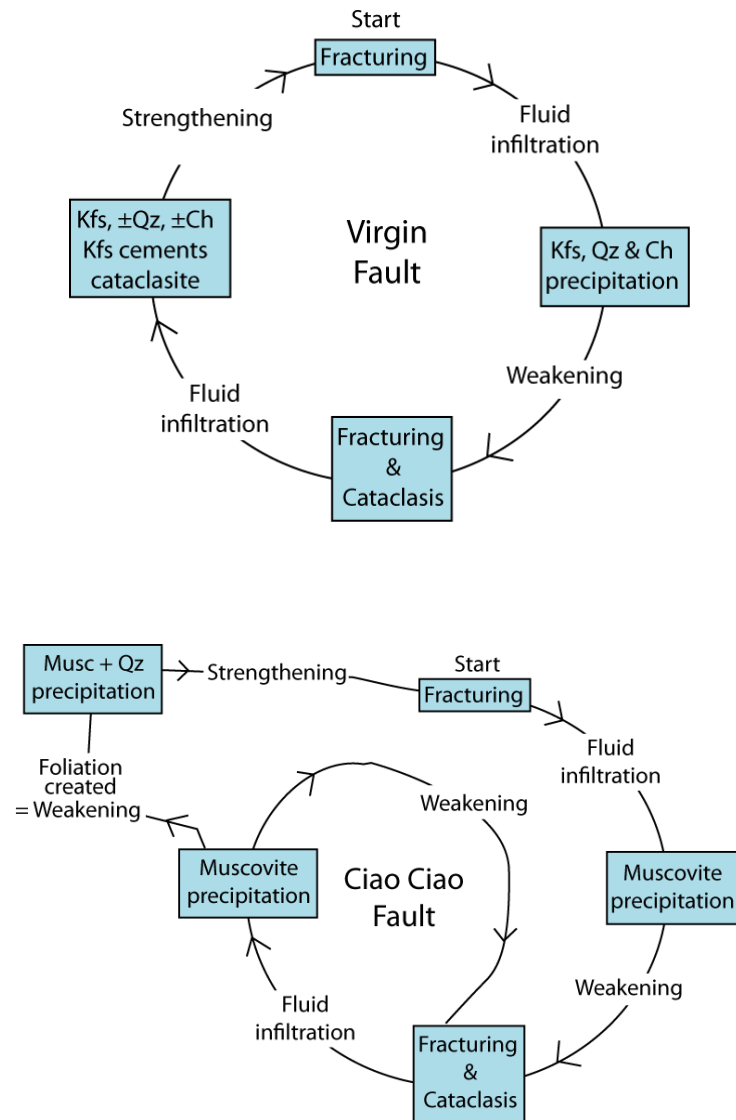 Start
Fracturing
Fluid
infiltration
Kfs, Qz & Ch
precipitation
Weakening
Fracturing
&
Cataclasis
Fluid
infiltration
Kfs, ±Qz, ±Ch
Kfs cements
cataclasite
Strengthening
Virgin
Fault
Musc + Qz
precipitation
Strengthening
Start
Fracturing
Fluid
infiltration
Muscovite
precipitation
Weakening
Fracturing
&
Cataclasis
Fluid
infiltration
Muscovite
precipitation
Weakening
Foliation
created
= Weakening
Ciao Ciao
Fault